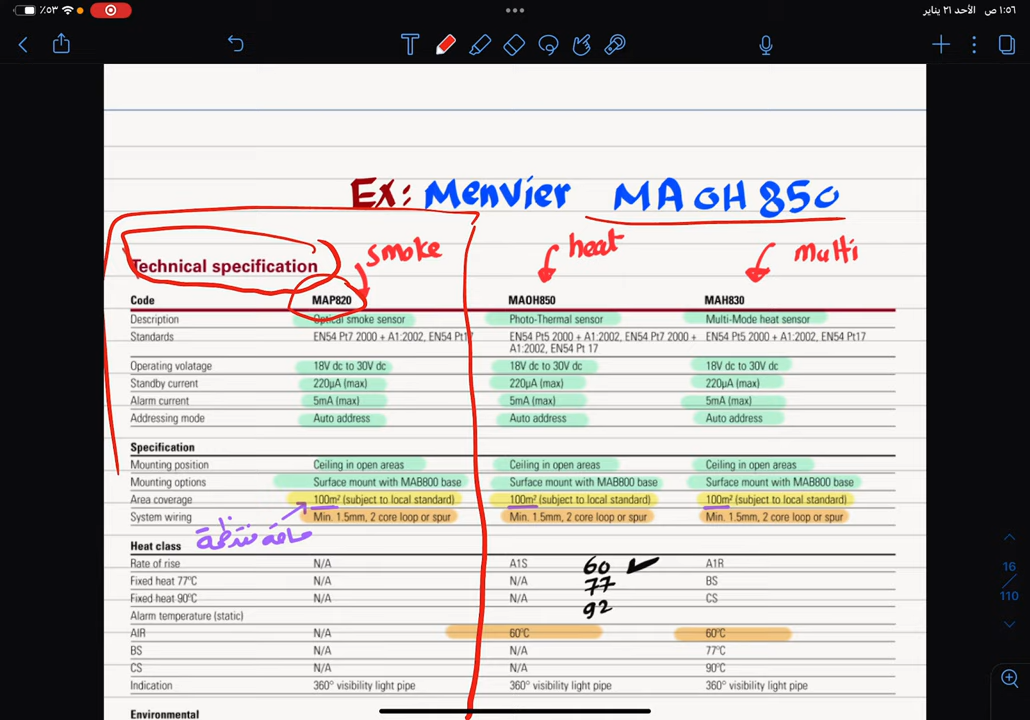 ٪٥٣
١:٥٦ ص الأحد ٢١ يناير
Ex: Menvier MAOH 850
smoke heat multi
Technical specification
Code MAP820 MAOH850 MAH830
Description Optical smoke sensor Photo-Thermal sensor Multi-Mode heat sensor
Standards EN54 Pt7 2000 + A1:2002, EN54 Pt17 EN54 Pt5 2000 + A1:2002, EN54 Pt7 2000 + EN54 Pt5 2000 + A1:2002, EN54 Pt17
A1:2002, EN54 Pt 17
Operating volatage 18V dc to 30V dc 18V dc to 30V dc 18V dc to 30V dc
Standby current 220µA (max) 220µA (max) 220µA (max)
Alarm current 5mA (max) 5mA (max) 5mA (max)
Addressing mode Auto address Auto address Auto address
Specification
Mounting position Ceiling in open areas Ceiling in open areas Ceiling in open areas
Mounting options Surface mount with MAB800 base Surface mount with MAB800 base Surface mount with MAB800 base
Area coverage 100m² (subject to local standard) 100m² (subject to local standard) 100m² (subject to local standard)
System wiring Min. 1.5mm, 2 core loop or spur Min. 1.5mm, 2 core loop or spur Min. 1.5mm, 2 core loop or spur
Heat class
Rate of rise N/A A1S 60 A1R
Fixed heat 77°C N/A N/A 77 BS
Fixed heat 90°C N/A N/A 92 CS
Alarm temperature (static)
AIR N/A 60°C 60°C
BS N/A N/A 77°C
CS N/A N/A 90°C
Indication 360° visibility light pipe 360° visibility light pipe 360° visibility light pipe
Environmental
16
110